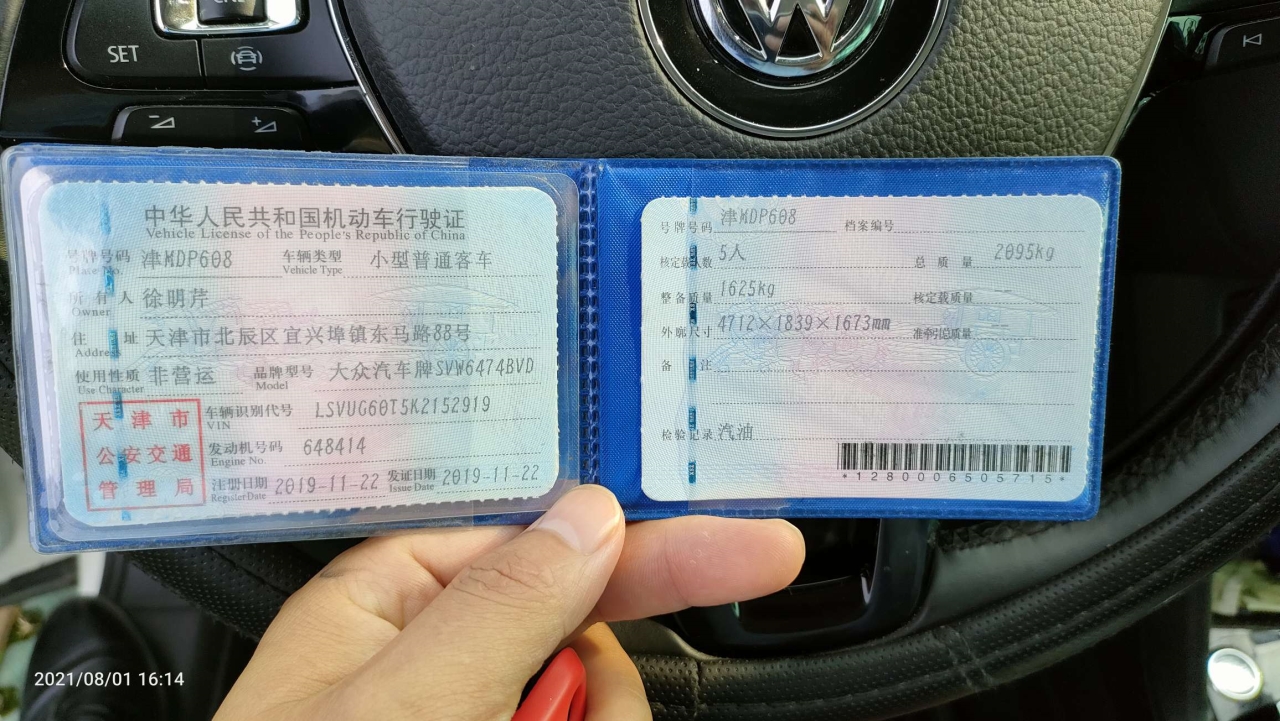 SET
中华人民共和国机动车行驶证
Vehicle License of the People's Republic of China
号牌号码 津MDP608 车辆类型 小型普通客车
Plate No. Vehicle Type
所有人 徐明芹
Owner
住址 天津市北辰区宜兴埠镇东马路88号
Address
使用性质 非营运 品牌型号 大众汽车牌SVW6474BVD
Use Character Model
天津市
公安交通
管理局
车辆识别代号 LSVUG60T5K2152919
VIN
发动机号码 648414
Engine No.
注册日期 2019-11-22 发证日期 2019-11-22
Register Date Issue Date
号牌号码 津MDP608 档案编号
核定载人数 5人 总质量 2095kg
整备质量 1625kg 核定载质量 --
外廓尺寸 4712×1839×1673mm 准牵引总质量 --
备注
检验记录 汽油
*1280006505715*
2021/08/01 16:14